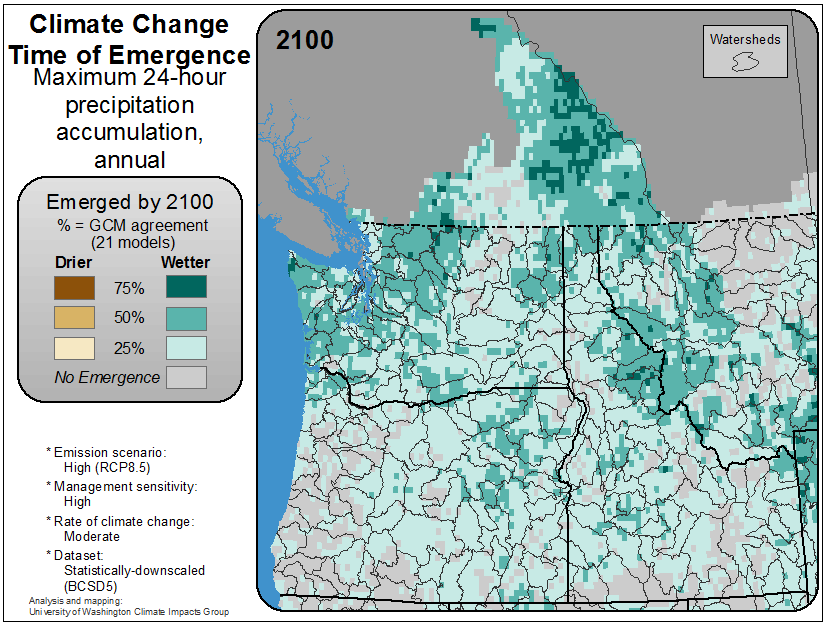 Climate Change
Time of Emergence
Maximum 24-hour
precipitation
accumulation,
annual
Emerged by 2100
% = GCM agreement
(21 models)
Drier Wetter
75%
50%
25%
No Emergence
* Emission scenario:
High (RCP8.5)
* Management sensitivity:
High
* Rate of climate change:
Moderate
* Dataset:
Statistically-downscaled
(BCSD5)
Analysis and mapping:
University of Washington Climate Impacts Group
2100
Watersheds